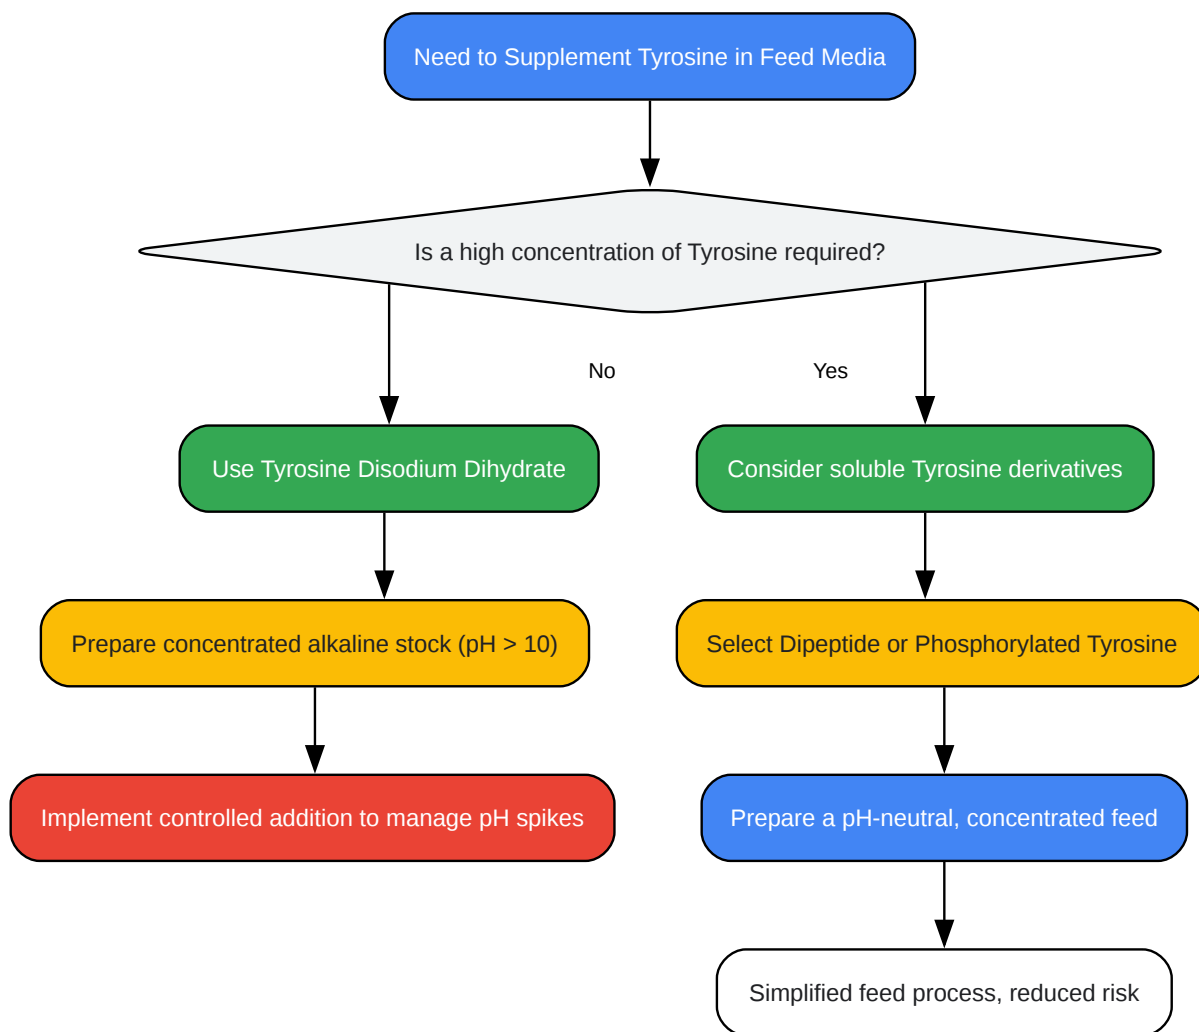 Need to Supplement Tyrosine in Feed Media
Is a high concentration of Tyrosine required?
No
Yes
Use Tyrosine Disodium Dihydrate
Consider soluble Tyrosine derivatives
Prepare concentrated alkaline stock (pH > 10)
Select Dipeptide or Phosphorylated Tyrosine
Implement controlled addition to manage pH spikes
Prepare a pH-neutral, concentrated feed
Simplified feed process, reduced risk